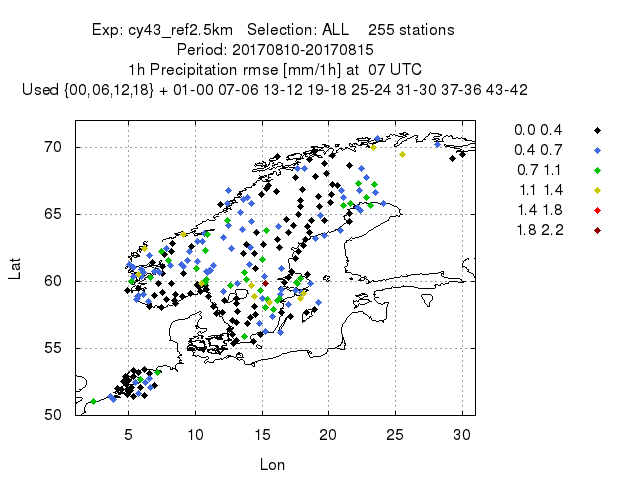 Exp: cy43_ref2.5km   Selection: ALL    255 stations
Period: 20170810-20170815
1h Precipitation rmse [mm/1h] at  07 UTC
Used {00,06,12,18} + 01-00 07-06 13-12 19-18 25-24 31-30 37-36 43-42
0.0 0.4
0.4 0.7
0.7 1.1
1.1 1.4
1.4 1.8
1.8 2.2
70
65
60
55
50
Lat
5 10 15 20 25 30
Lon